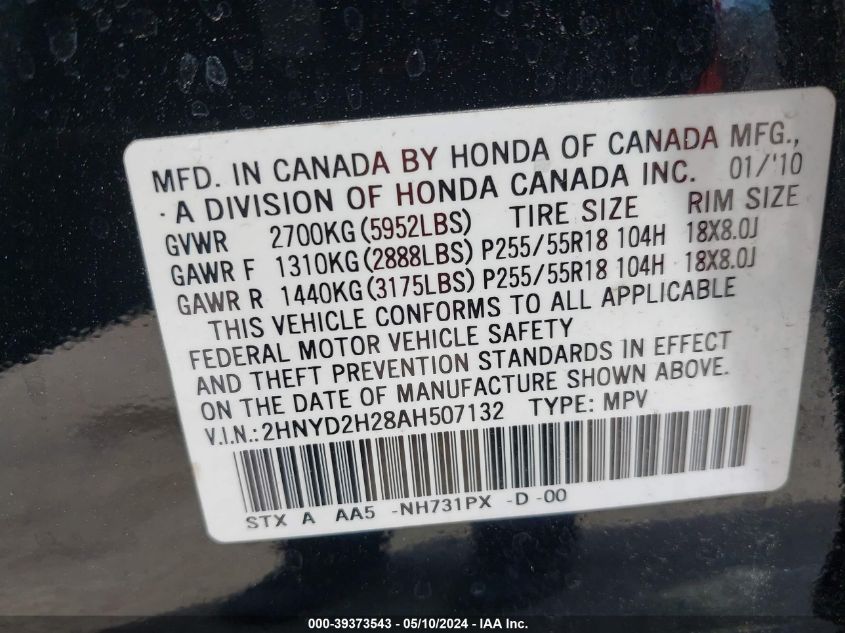 MFD. IN CANADA BY HONDA OF CANADA MFG.,
· A DIVISION OF HONDA CANADA INC. 01/'10
GVWR 2700KG(5952LBS) TIRE SIZE RIM SIZE
GAWR F 1310KG(2888LBS) P255/55R18 104H 18X8.0J
GAWR R 1440KG(3175LBS) P255/55R18 104H 18X8.0J
THIS VEHICLE CONFORMS TO ALL APPLICABLE
FEDERAL MOTOR VEHICLE SAFETY
AND THEFT PREVENTION STANDARDS IN EFFECT
ON THE DATE OF MANUFACTURE SHOWN ABOVE.
V.I.N.:2HNYD2H28AH507132 TYPE: MPV
STX A AA5 -NH731PX -D -00
000-39373543 — 05/10/2024 — IAA Inc.